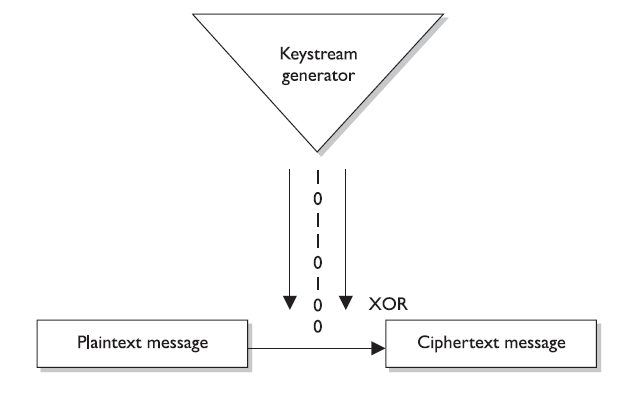 Keystream
generator
1
0
1
1
0
1
0
0
XOR
Plaintext message
Ciphertext message